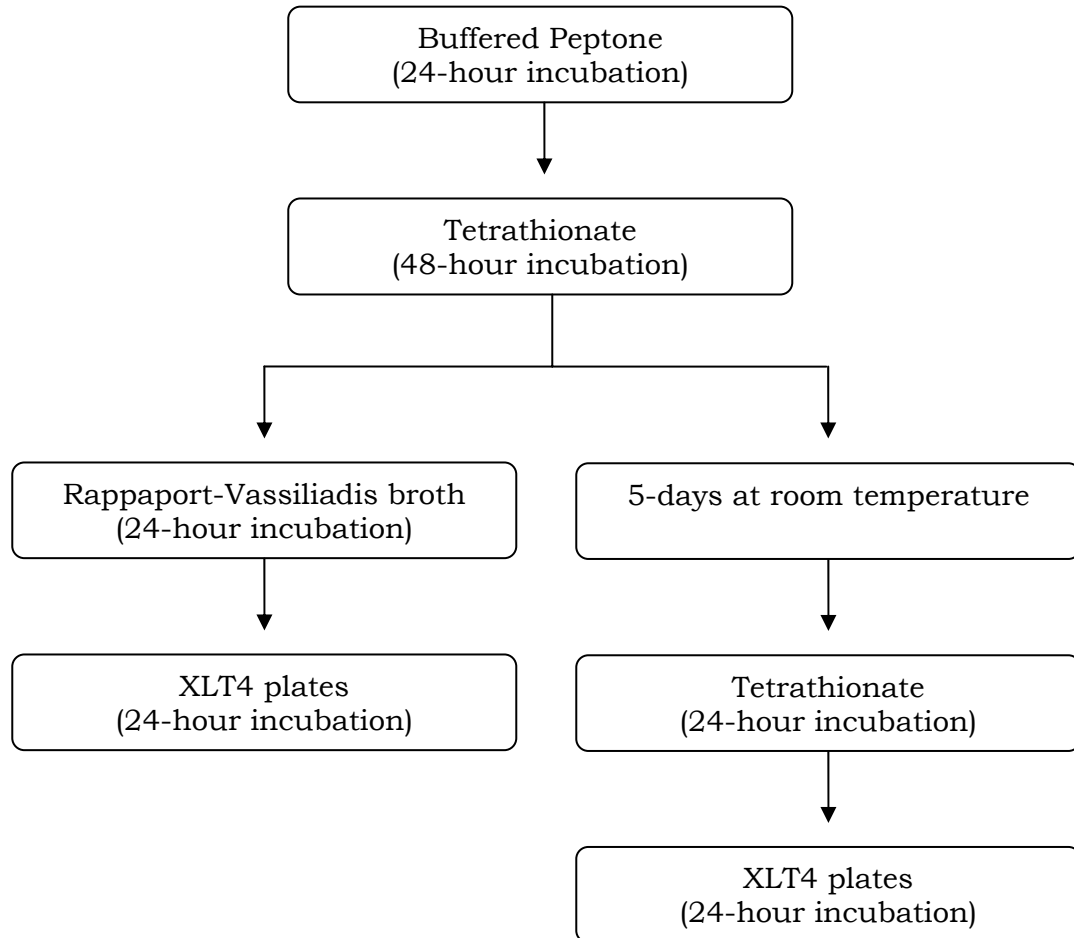 Buffered Peptone
(24-hour incubation)
Tetrathionate
(48-hour incubation)
Rappaport-Vassiliadis broth
(24-hour incubation)
5-days at room temperature
XLT4 plates
(24-hour incubation)
Tetrathionate
(24-hour incubation)
XLT4 plates
(24-hour incubation)